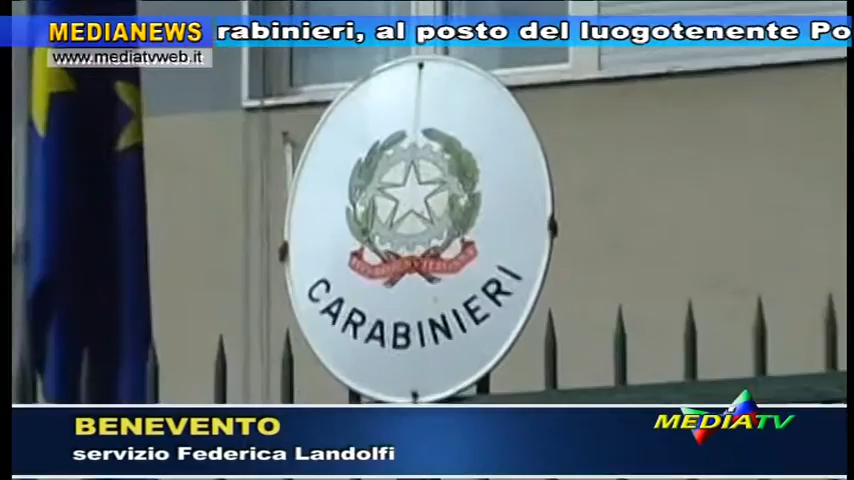 MEDIANEWS rabinieri, al posto del luogotenente Po
www.mediatvweb.it
CARABINIERI
BENEVENTO
servizio Federica Landolfi
MEDIATV